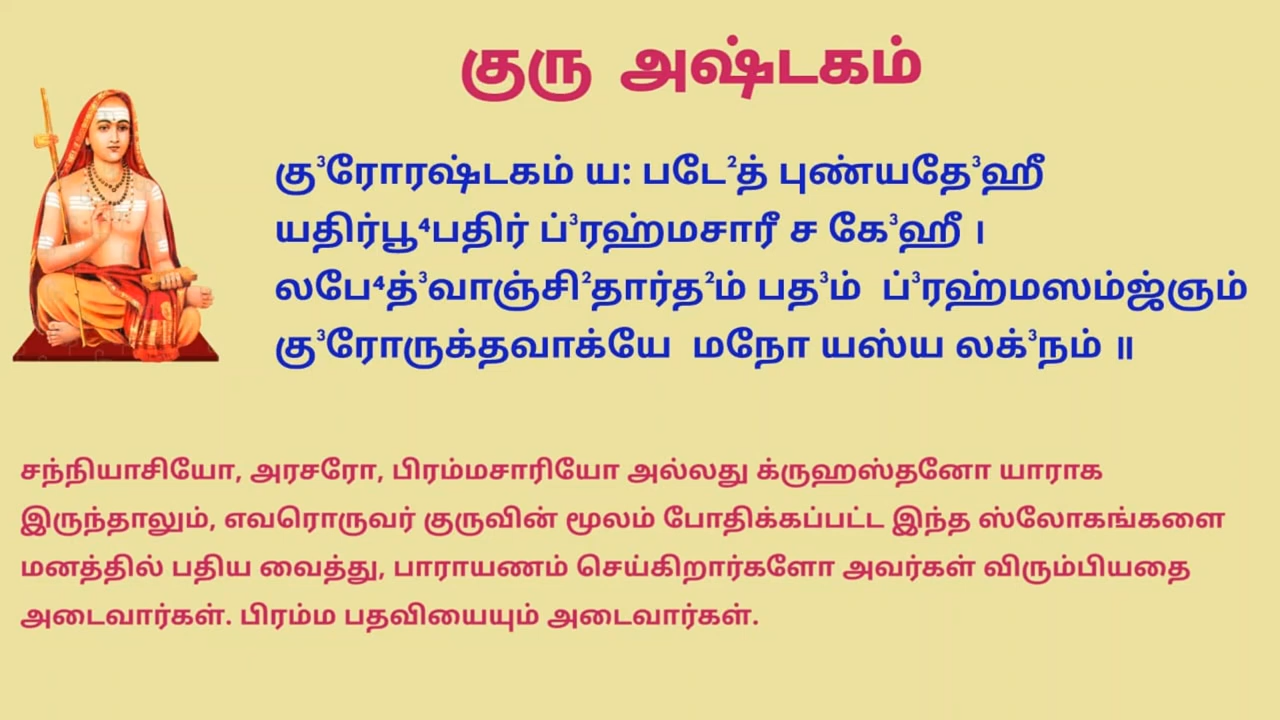 குரு அஷ்டகம்
கு³ரோரஷ்டகம் ய: படே²த் புண்யதே³ஹீ
யதிர்பூ⁴பதிர் ப்³ரஹ்மசாரீ ச கே³ஹீ ।
லபே⁴த்³வாஞ்சி²தார்த²ம் பத³ம் ப்³ரஹ்மஸம்ஜ்ஞம்
கு³ரோருக்தவாக்யே மநோ யஸ்ய லக்³நம் ॥
சந்நியாசியோ, அரசரோ, பிரம்மசாரியோ அல்லது க்ருஹஸ்தனோ யாராக
இருந்தாலும், எவரொருவர் குருவின் மூலம் போதிக்கப்பட்ட இந்த ஸ்லோகங்களை
மனத்தில் பதிய வைத்து, பாராயணம் செய்கிறார்களோ அவர்கள் விரும்பியதை
அடைவார்கள். பிரம்ம பதவியையும் அடைவார்கள்.